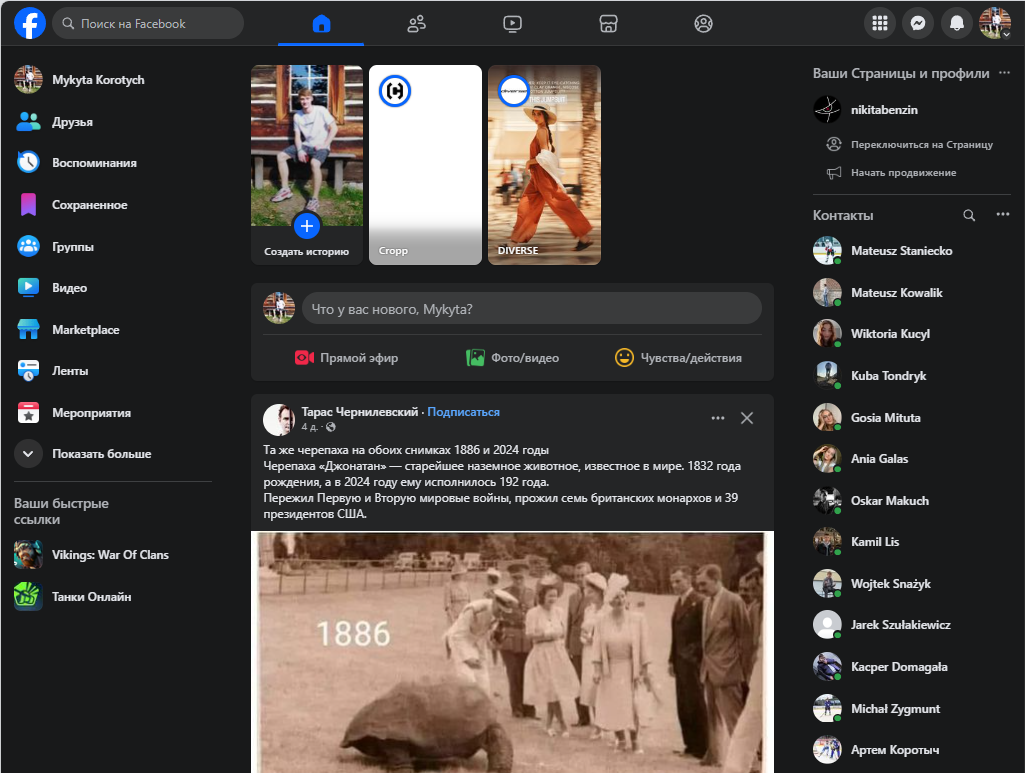 Поиск на Facebook
Mykyta Korotych
Друзья
Воспоминания
Сохраненное
Группы
Видео
Marketplace
Ленты
Мероприятия
Показать больше
Ваши быстрые
ссылки
Vikings: War Of Clans
Танки Онлайн
Создать историю
Cropp
diverse
DIVERSE
Что у вас нового, Mykyta?
Прямой эфир
Фото/видео
Чувства/действия
Тарас Чернилевский · Подписаться
4 д. ·
Та же черепаха на обоих снимках 1886 и 2024 годы
Черепаха «Джонатан» — старейшее наземное животное, известное в мире. 1832 года
рождения, а в 2024 году ему исполнилось 192 года.
Пережил Первую и Вторую мировые войны, прожил семь британских монархов и 39
президентов США.
1886
Ваши Страницы и профили
nikitabenzin
Переключиться на Страницу
Начать продвижение
Контакты
Mateusz Staniecko
Mateusz Kowalik
Wiktoria Kucyl
Kuba Tondryk
Gosia Mituta
Ania Galas
Oskar Makuch
Kamil Lis
Wojtek Snażyk
Jarek Szułakiewicz
Kacper Domagała
Michał Zygmunt
Артем Коротыч